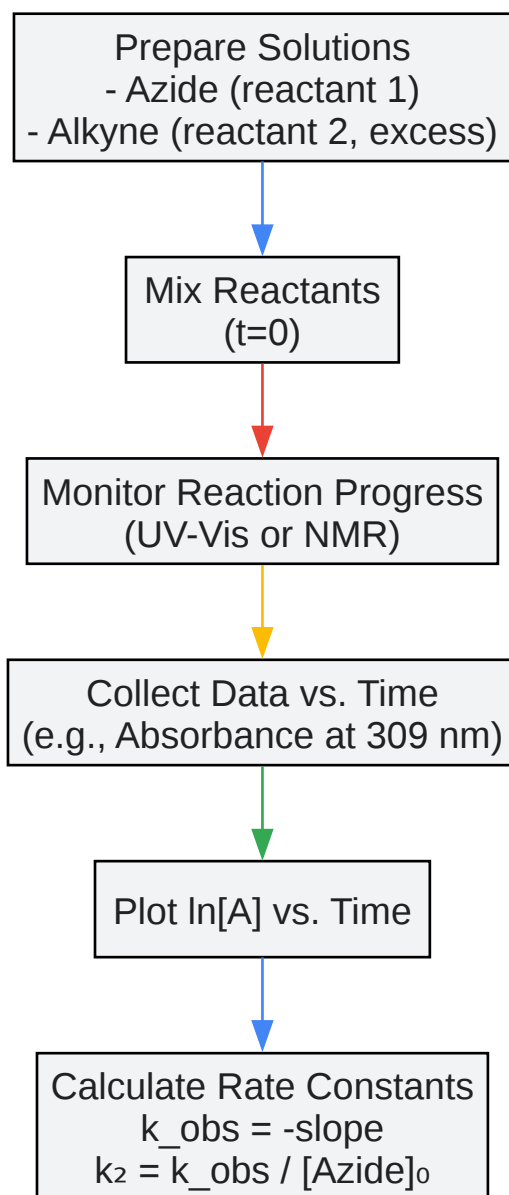 Prepare Solutions
- Azide (reactant 1)
- Alkyne (reactant 2, excess)
Mix Reactants
(t=0)
Monitor Reaction Progress
(UV-Vis or NMR)
Collect Data vs. Time
(e.g., Absorbance at 309 nm)
Plot ln[A] vs. Time
Calculate Rate Constants
k_obs = -slope
k₂ = k_obs / [Azide]₀